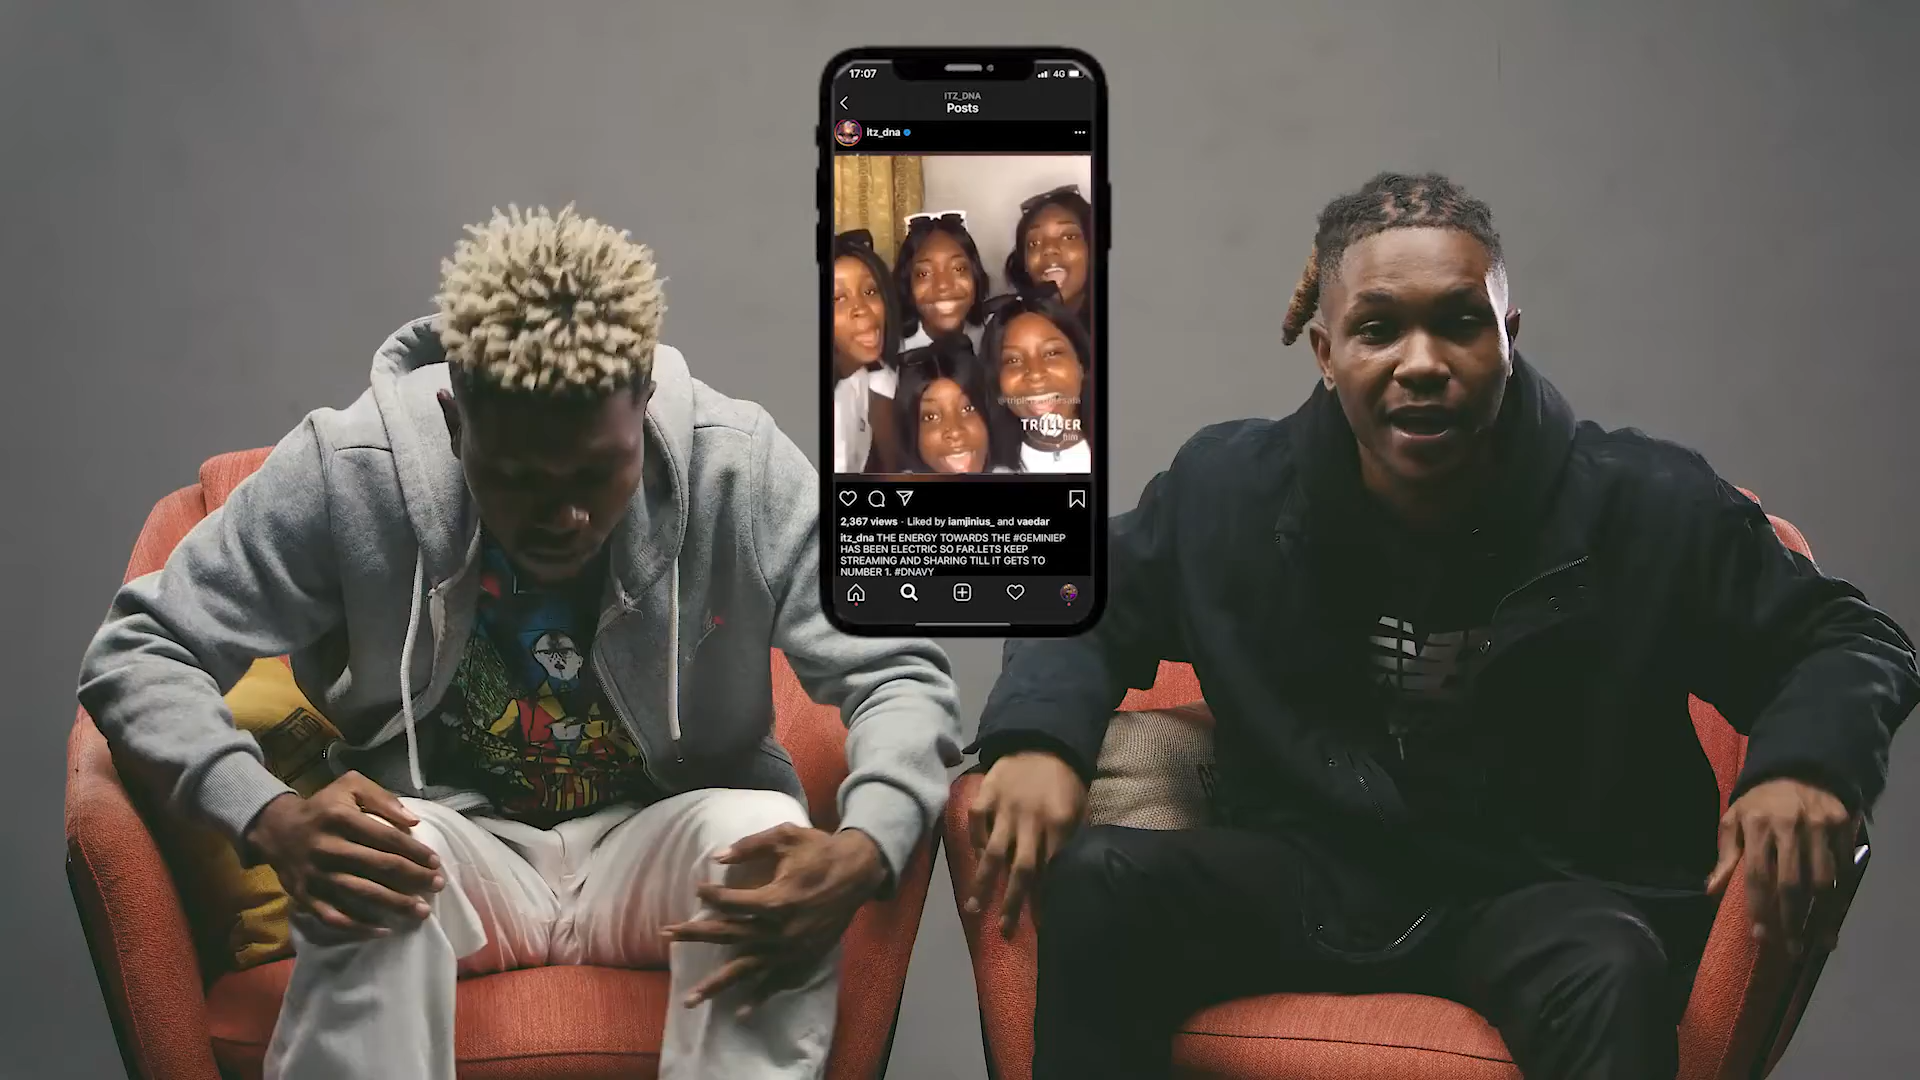 17:07
4G
ITZ_DNA
Posts
itz_dna
TRILLER
film
2,367 views · Liked by iamjinius_ and vaedar
itz_dna THE ENERGY TOWARDS THE #GEMINIEP
HAS BEEN ELECTRIC SO FAR.LETS KEEP
STREAMING AND SHARING TILL IT GETS TO
NUMBER 1. #DNAVY